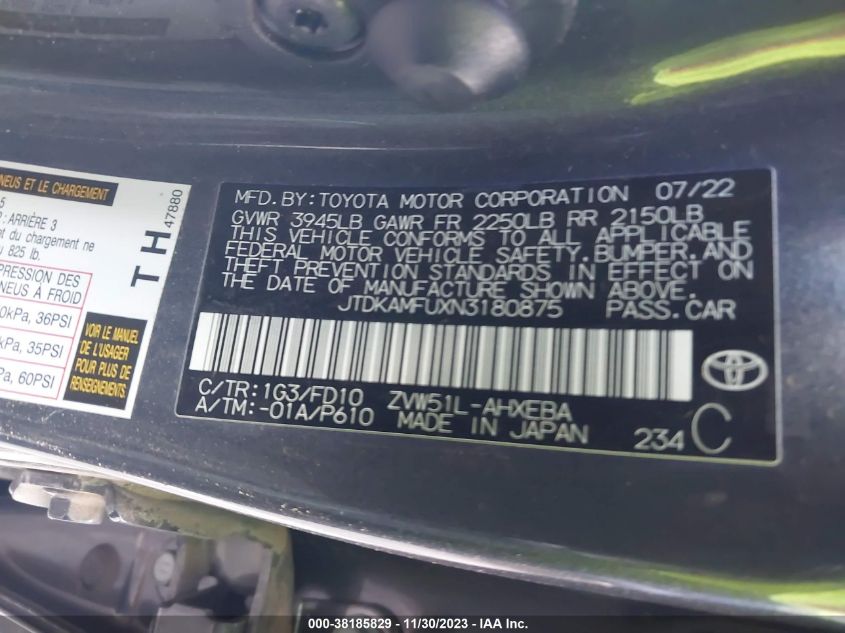 NEUS ET LE CHARGEMENT
5
: ARRIÈRE 3
nt du chargement ne
u 825 lb.
PRESSION DES
NEUS À FROID
0kPa, 36PSI
kPa, 35PSI
Pa, 60PSI
VOIR LE MANUEL
DE L'USAGER
POUR PLUS DE
RENSEIGNEMENTS.
T H
47880
MFD.BY:TOYOTA MOTOR CORPORATION 07/22
GVWR 3945LB GAWR FR 2250LB RR 2150LB
THIS VEHICLE CONFORMS TO ALL APPLICABLE
FEDERAL MOTOR VEHICLE SAFETY,BUMPER,AND
THEFT PREVENTION STANDARDS IN EFFECT ON
THE DATE OF MANUFACTURE SHOWN ABOVE.
JTDKAMFUXN3180875 PASS.CAR
C/TR:1G3/FD10 ZVW51L-AHXEBA
A/TM:-01A/P610 MADE IN JAPAN
234 C
000-38185829 - 11/30/2023 - IAA Inc.